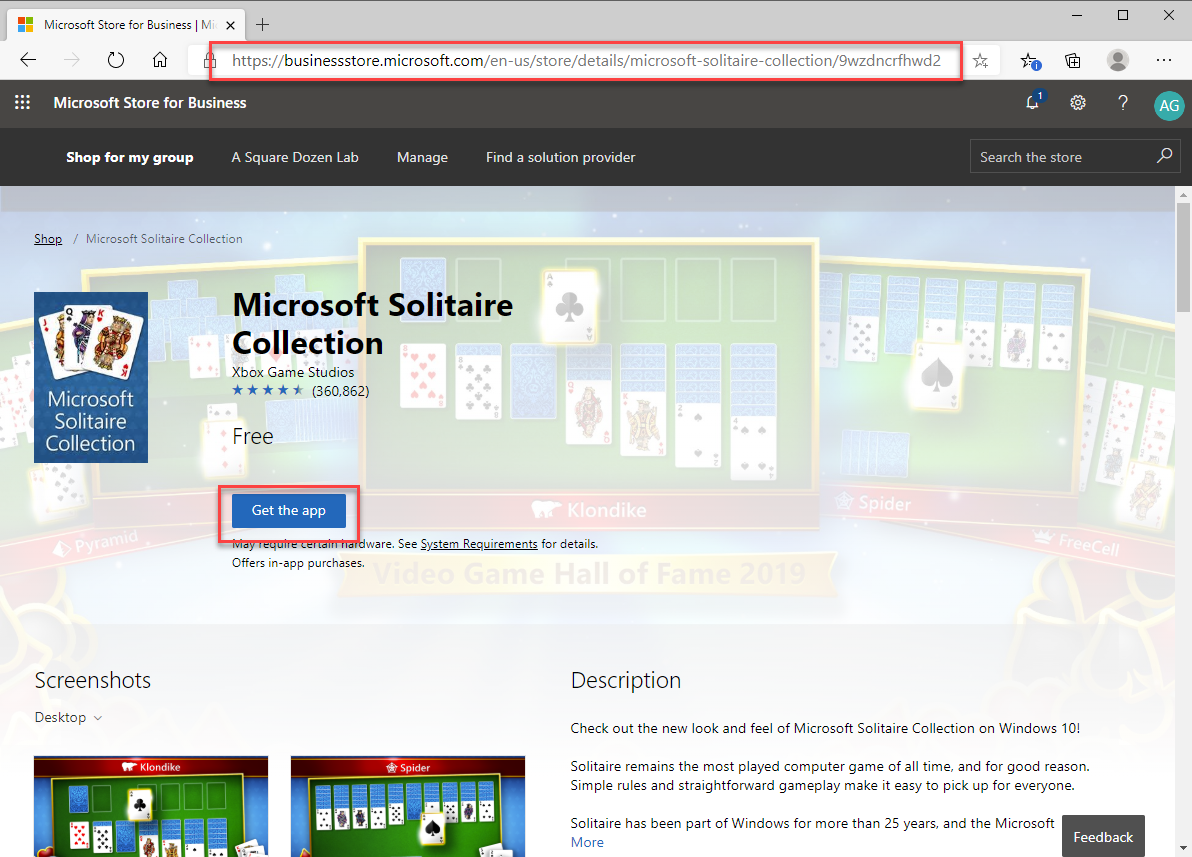 Microsoft Store for Business | Mi
https://businessstore.microsoft.com/en-us/store/details/microsoft-solitaire-collection/9wzdncrfhwd2
Microsoft Store for Business
1
?
AG
Shop for my group
A Square Dozen Lab
Manage
Find a solution provider
Search the store
Shop / Microsoft Solitaire Collection
Microsoft
Solitaire
Collection
Microsoft Solitaire
Collection
Xbox Game Studios
(360,862)
Free
Get the app
May require certain hardware. See System Requirements for details.
Offers in-app purchases.
Pyramid
Klondike
Spider
FreeCell
Video Game Hall of Fame 2019
Screenshots
Desktop
Klondike
Spider
Description
Check out the new look and feel of Microsoft Solitaire Collection on Windows 10!
Solitaire remains the most played computer game of all time, and for good reason.
Simple rules and straightforward gameplay make it easy to pick up for everyone.
Solitaire has been part of Windows for more than 25 years, and the Microsoft
More
Feedback